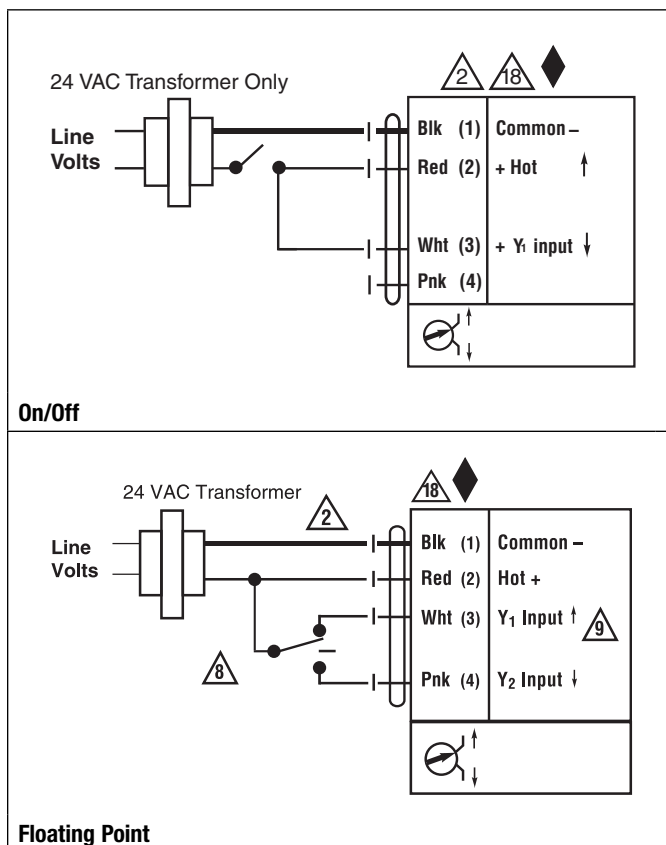 24 VAC Transformer Only
2 18
Line
Volts
Blk (1) Common –
Red (2) + Hot ↑
Wht (3) + Y1 input ↓
Pnk (4)
On/Off
24 VAC Transformer
2
18
Line
Volts
Blk (1) Common –
Red (2) Hot +
Wht (3) Y1 Input ↑
9
8
Pnk (4) Y2 Input ↓
Floating Point